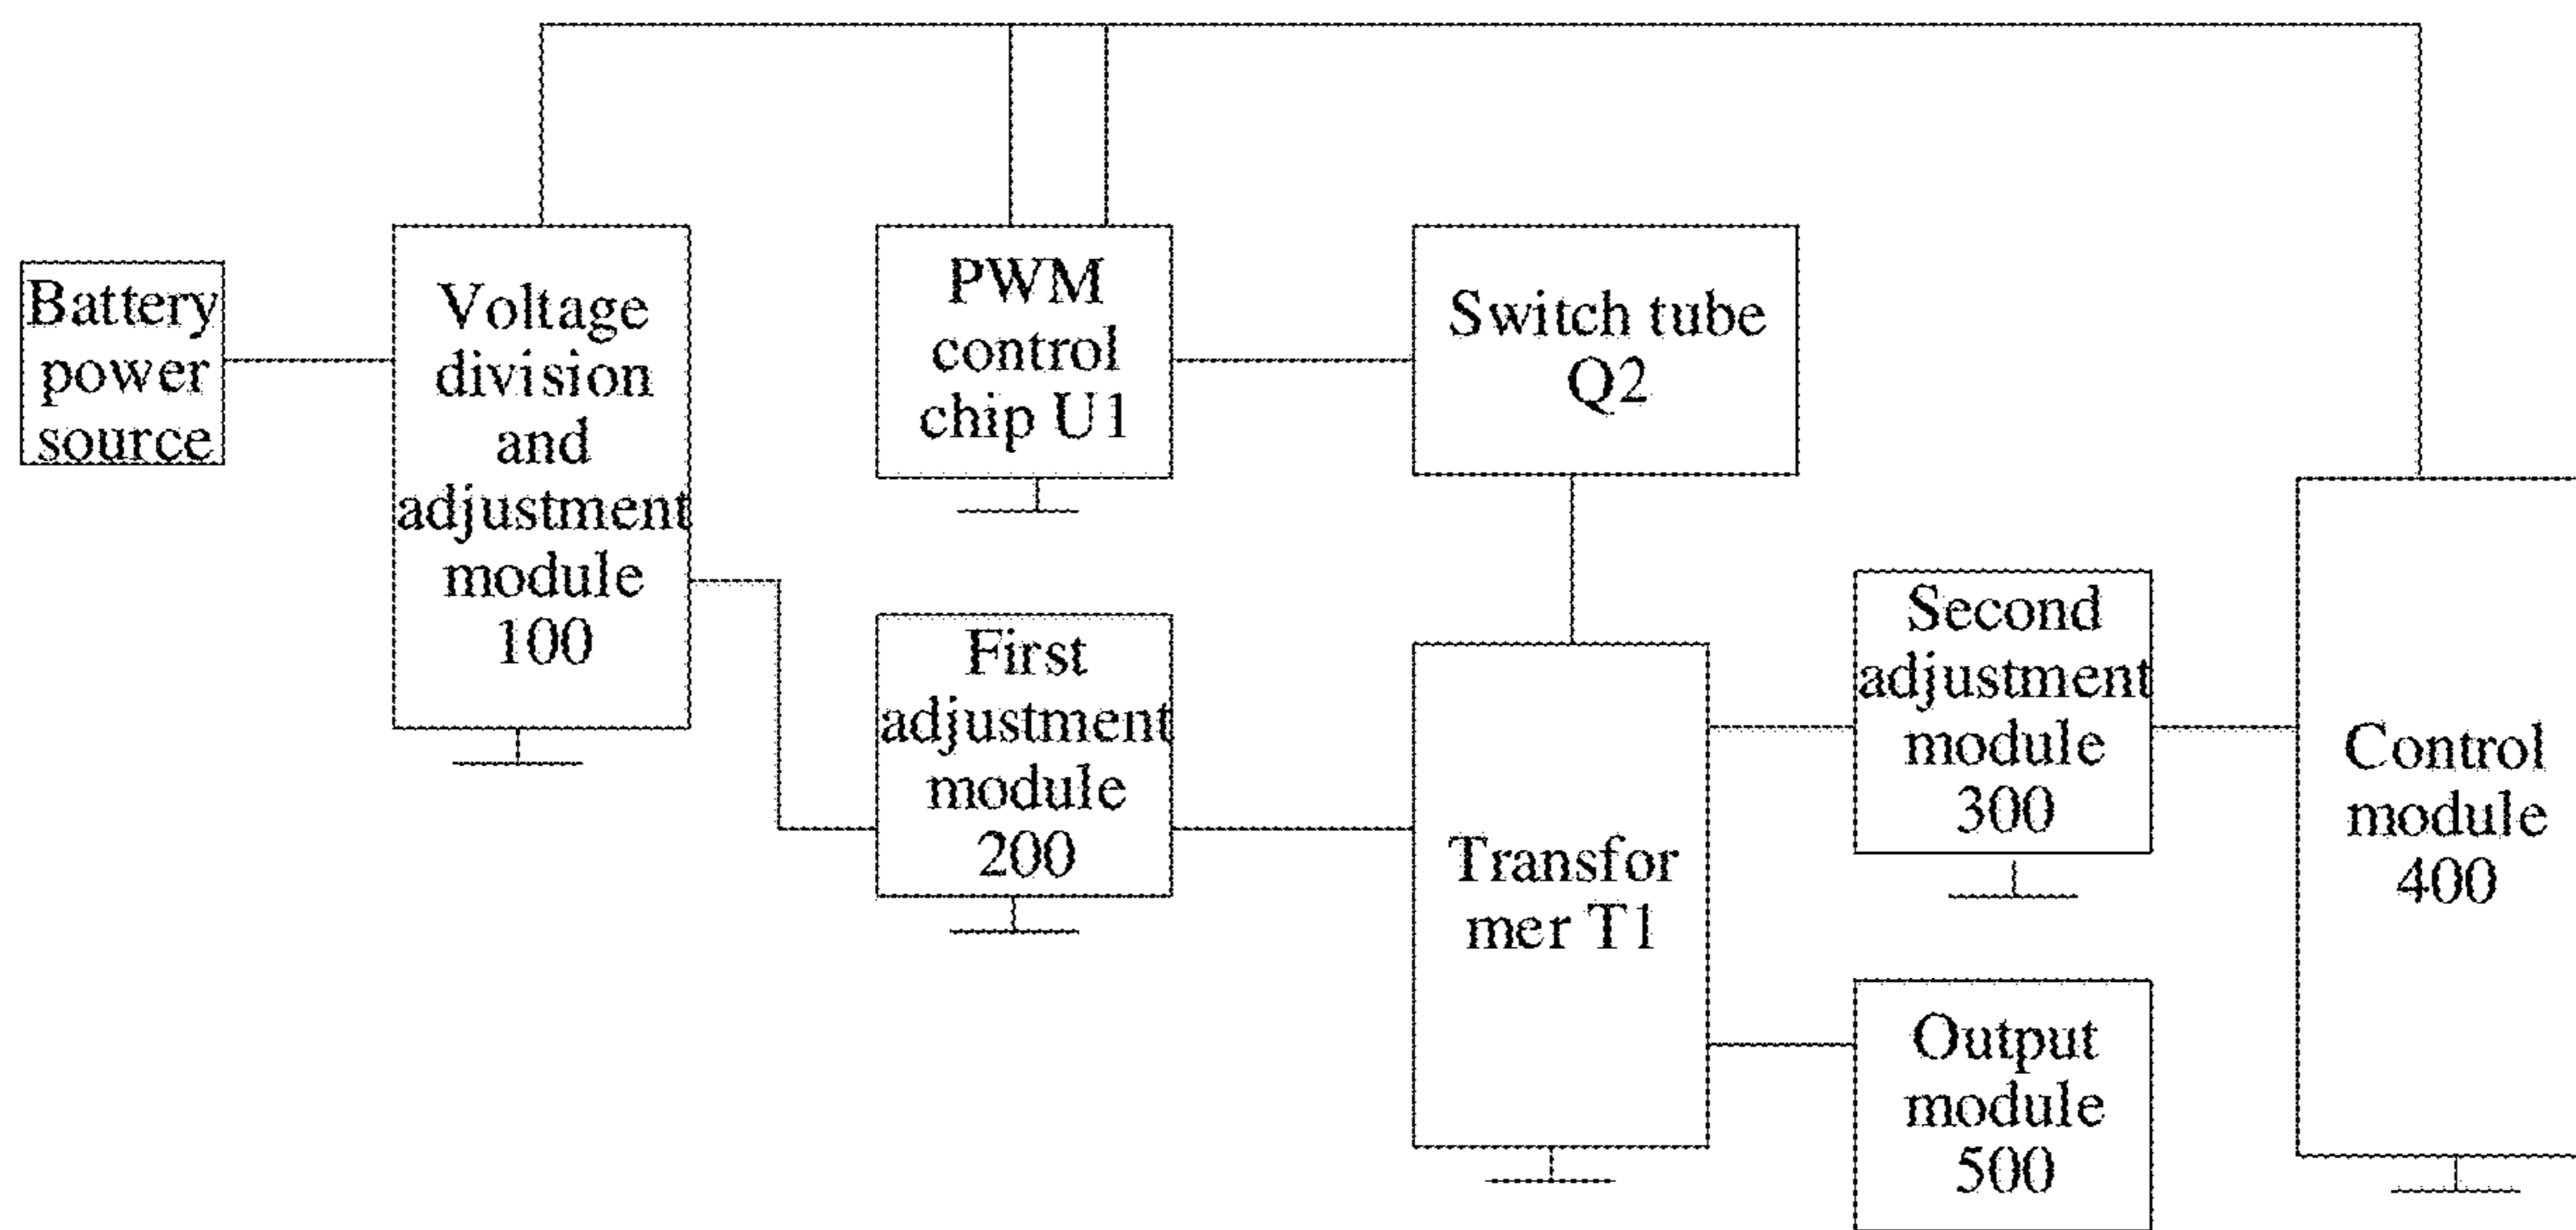 Battery
power
source
Voltage
division
and
adjustment
module
100
PWM
control
chip U1
Switch tube
Q2
First
adjustment
module
200
Transfor
mer T1
Second
adjustment
module
300
Output
module
500
Control
module
400